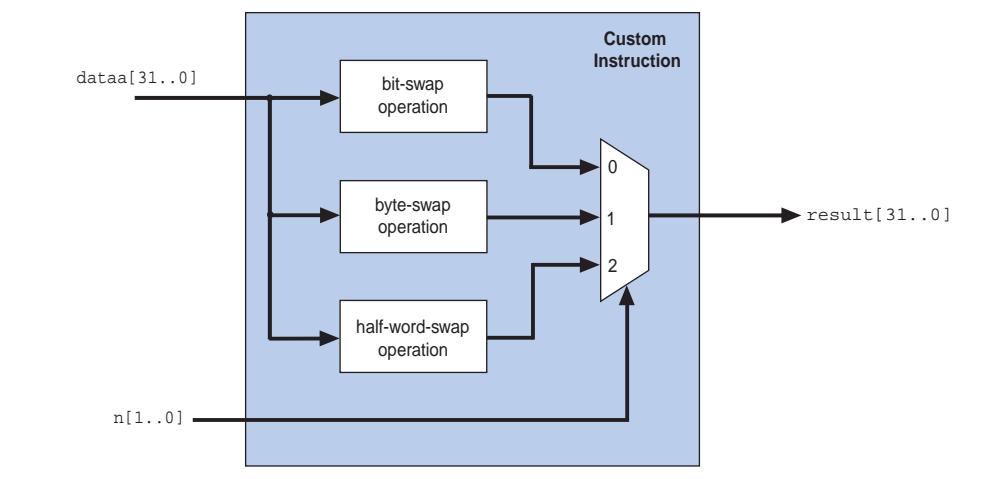 Custom
Instruction
dataa[31..0]
bit-swap
operation
0
byte-swap
operation
1
result[31..0]
2
half-word-swap
operation
n[1..0]